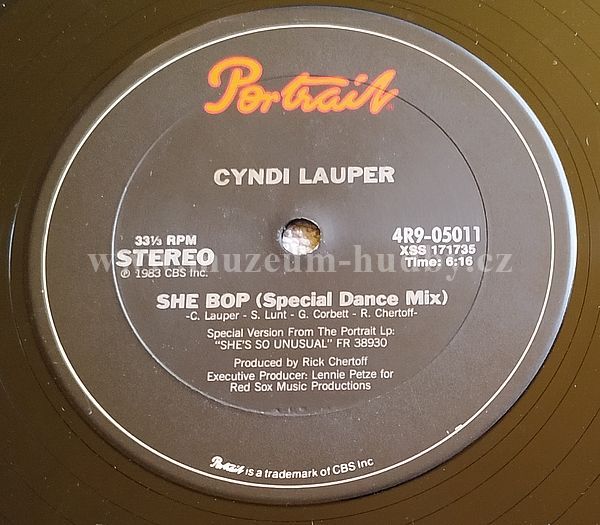 Portrait
CYNDI LAUPER
33⅓ RPM
STEREO
℗ 1983 CBS Inc.
4R9-05011
XSS 171735
Time: 6:16
www.muzeum-hudby.cz
SHE BOP (Special Dance Mix)
-C. Lauper - S. Lunt - G. Corbett - R. Chertoff-
Special Version From The Portrait Lp:
"SHE'S SO UNUSUAL" FR 38930
Produced by Rick Chertoff
Executive Producer: Lennie Petze for
Red Sox Music Productions
Portrait is a trademark of CBS Inc